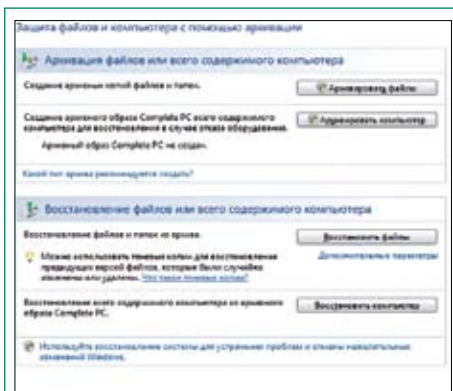 Защита файлов и компьютера с помощью архивации
Архивация файлов или всего содержимого компьютера
Создание архивных копий файлов и папок.
Архивировать файлы
Создание архивного образа Complete PC всего содержимого
компьютера для восстановления в случае отказа оборудования.
Архивировать компьютер
Архивный образ Complete PC не создан.
Какой тип архива рекомендуется создать?
Восстановление файлов или всего содержимого компьютера
Восстановление файлов и папок из архива.
Восстановить файлы
Можно использовать теневые копии для восстановления
предыдущих версий файлов, которые были случайно
изменены или удалены. Что такое теневые копии?
Дополнительные параметры
Восстановление всего содержимого компьютера из архивного
образа Complete PC.
Восстановить компьютер
Используйте восстановление системы для устранения проблем и отмены нежелательных
изменений Windows.